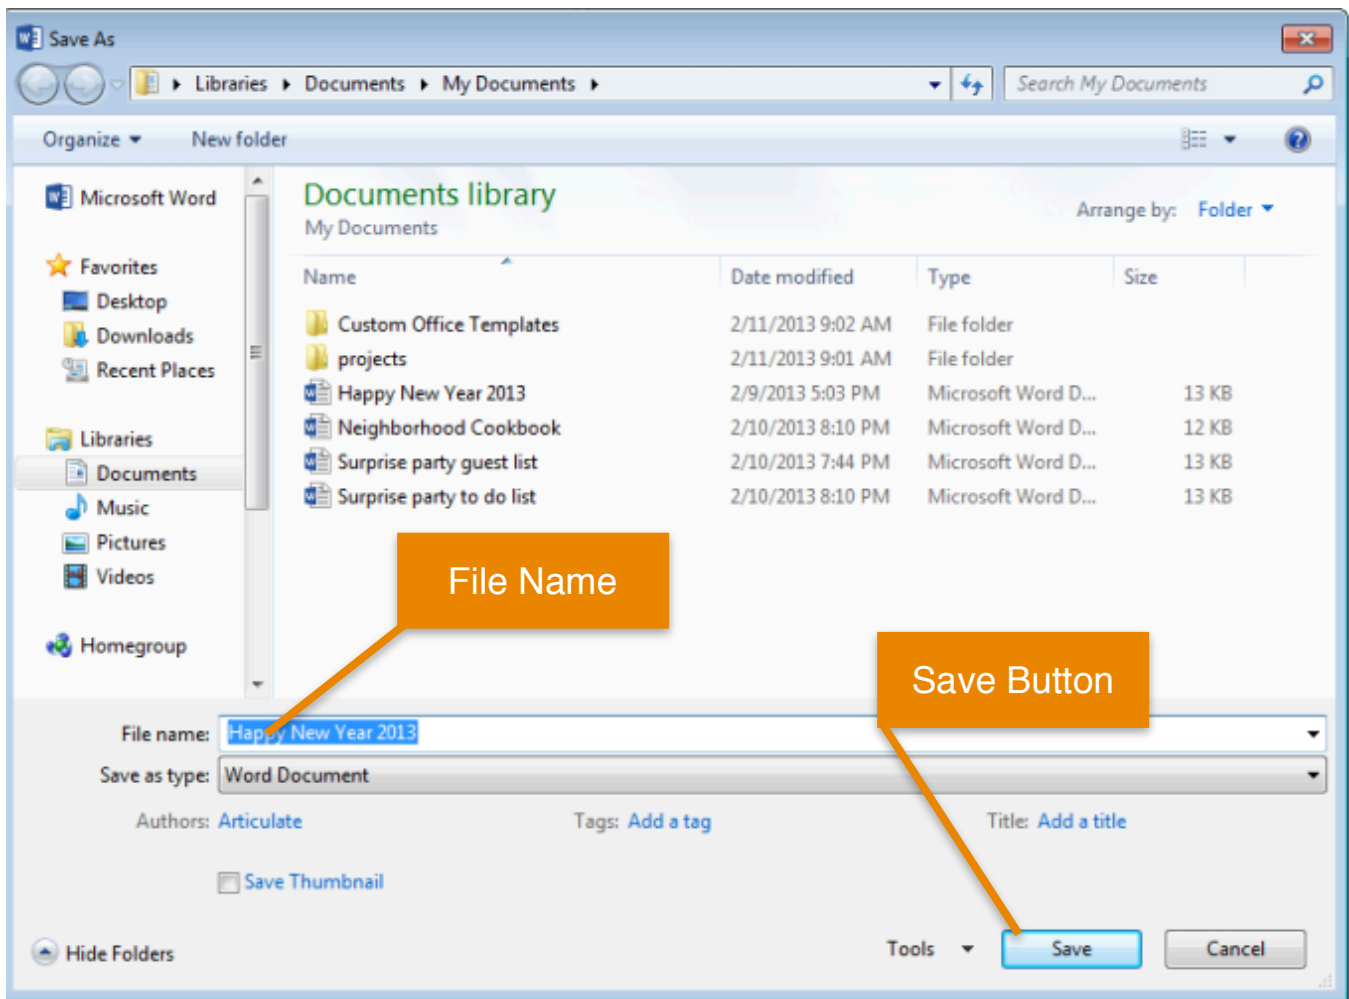 Save As
Libraries Documents My Documents Search My Documents
Organize New folder
Microsoft Word
Favorites
Desktop
Downloads
Recent Places
Libraries
Documents
Music
Pictures
Videos
Homegroup
Documents library
My Documents
Arrange by: Folder
Name Date modified Type Size
Custom Office Templates 2/11/2013 9:02 AM File folder
projects 2/11/2013 9:01 AM File folder
Happy New Year 2013 2/9/2013 5:03 PM Microsoft Word D... 13 KB
Neighborhood Cookbook 2/10/2013 8:10 PM Microsoft Word D... 12 KB
Surprise party guest list 2/10/2013 7:44 PM Microsoft Word D... 13 KB
Surprise party to do list 2/10/2013 8:10 PM Microsoft Word D... 13 KB
File Name
Save Button
File name: Happy New Year 2013
Save as type: Word Document
Authors: Articulate Tags: Add a tag Title: Add a title
Save Thumbnail
Hide Folders Tools Save Cancel